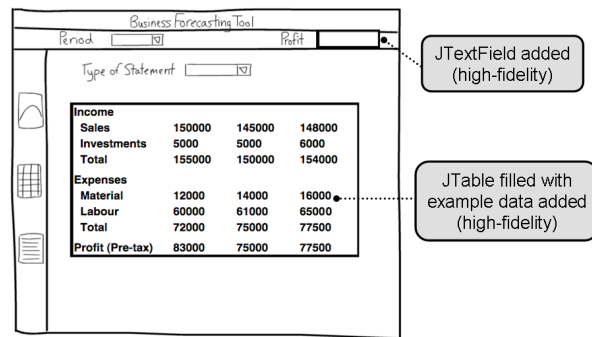 Business Forecasting Tool
Period Profit
Type of Statement
JTextField added
(high-fidelity)
Income
Sales 150000 145000 148000
Investments 5000 5000 6000
Total 155000 150000 154000
Expenses
Material 12000 14000 16000
Labour 60000 61000 65000
Total 72000 75000 77500
Profit (Pre-tax) 83000 75000 77500
JTable filled with
example data added
(high-fidelity)